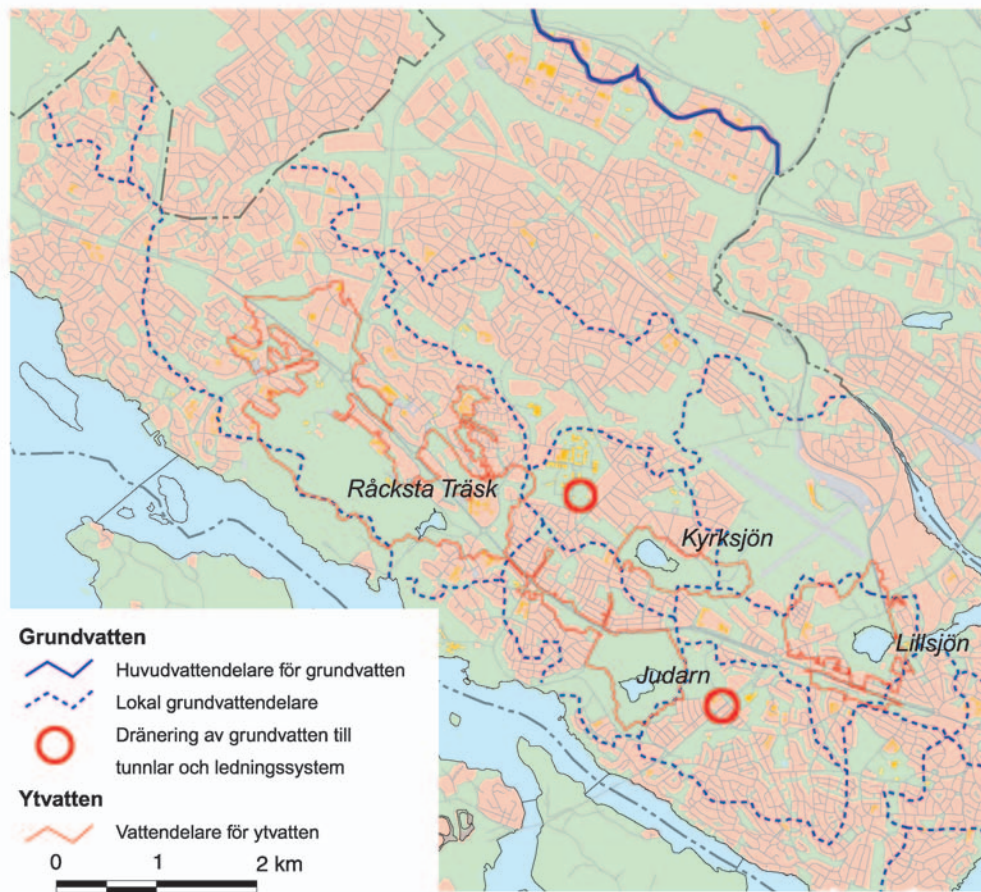 Råcksta Träsk
Kyrksjön
Lillsjön
Judarn
Grundvatten
Huvudvattendelare för grundvatten
Lokal grundvattendelare
Dränering av grundvatten till
tunnlar och ledningssystem
Ytvatten
Vattendelare för ytvatten
0 1 2 km